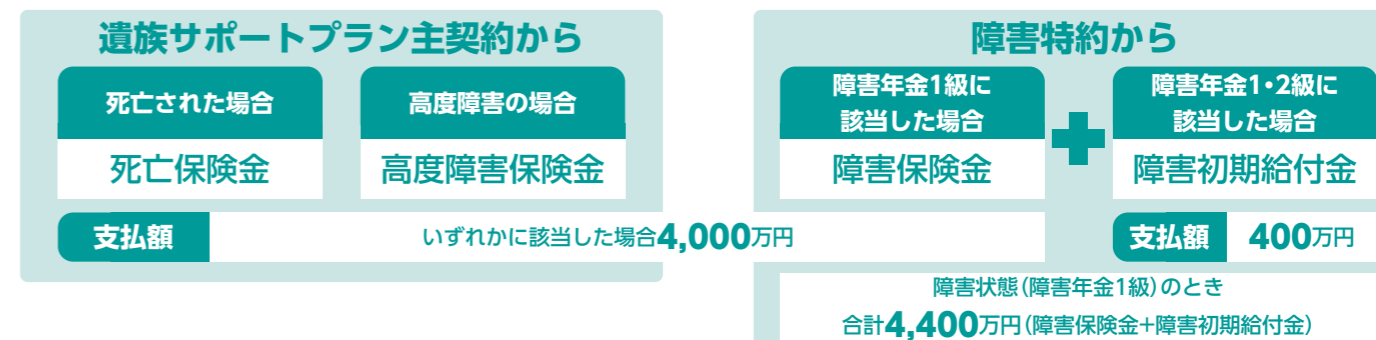 遺族サポートプラン主契約から
死亡された場合
死亡保険金
高度障害の場合
高度障害保険金
障害特約から
障害年金1級に
該当した場合
障害保険金
障害年金1・2級に
該当した場合
障害初期給付金
支払額
いずれかに該当した場合4,000万円
支払額 400万円
障害状態(障害年金1級)のとき
合計4,400万円(障害保険金+障害初期給付金)